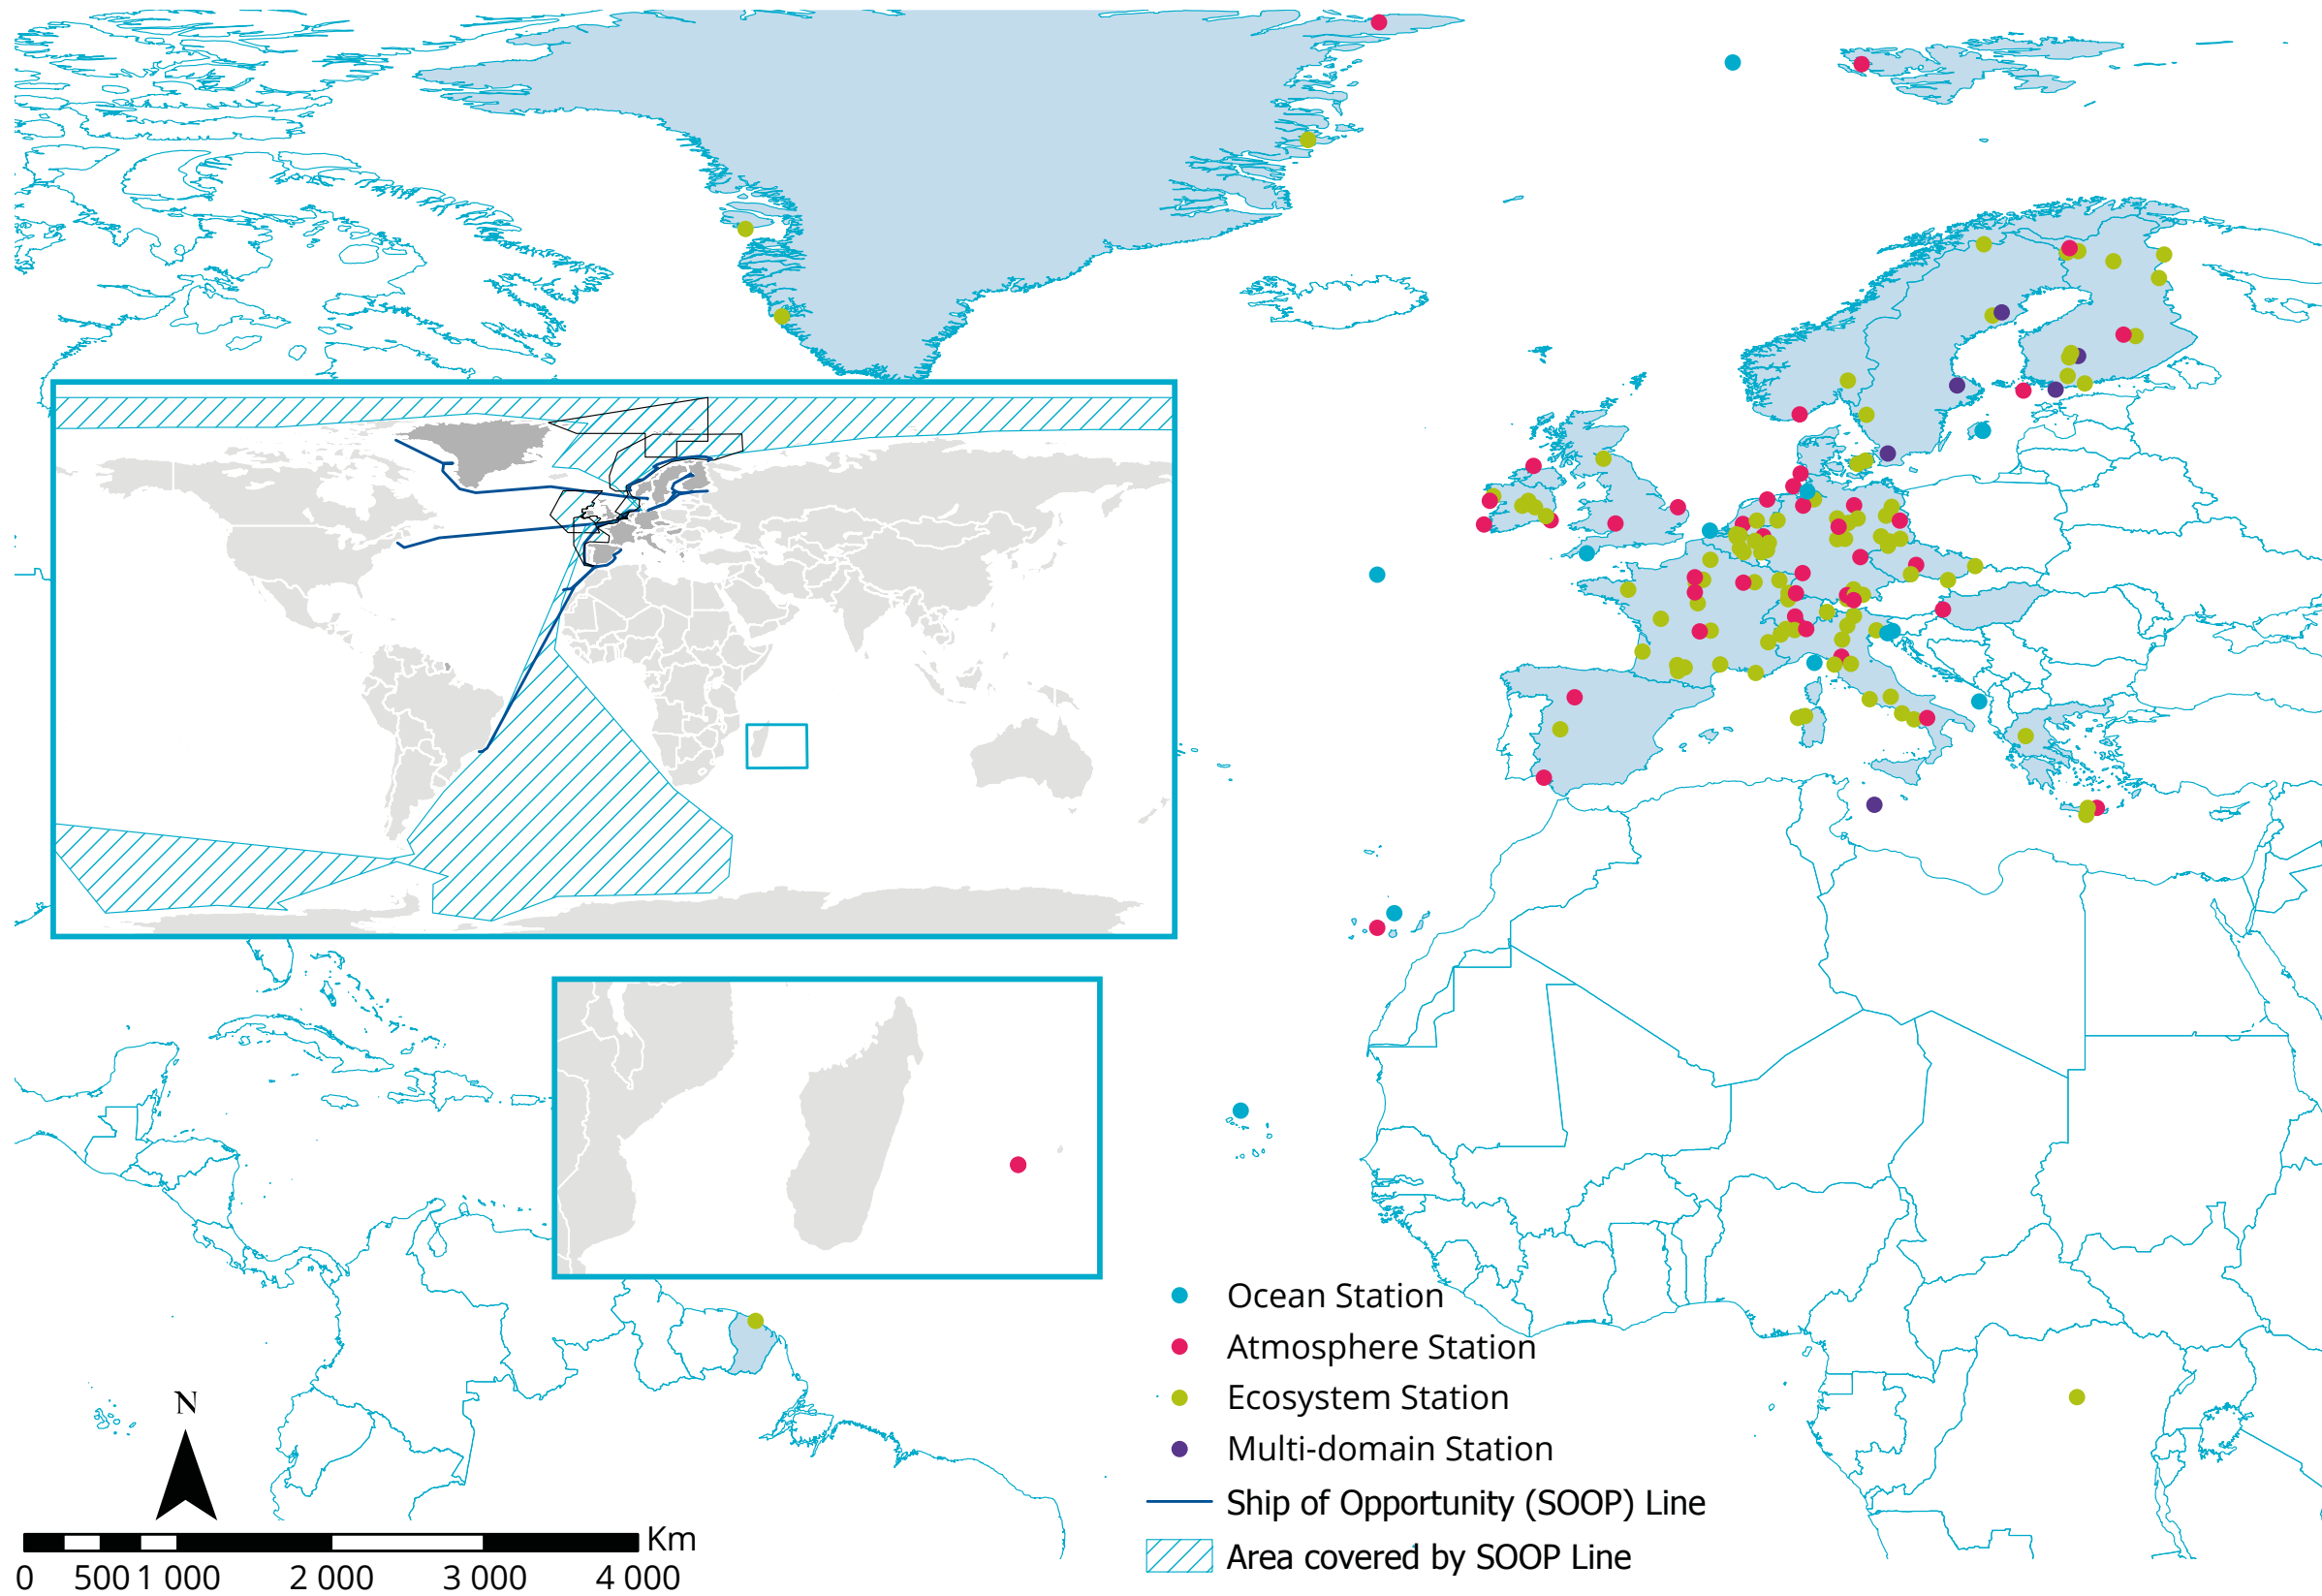 Ocean Station
Atmosphere Station
Ecosystem Station
Multi-domain Station
Ship of Opportunity (SOOP) Line
Area covered by SOOP Line
N
Km
0 500 1 000 2 000 3 000 4 000